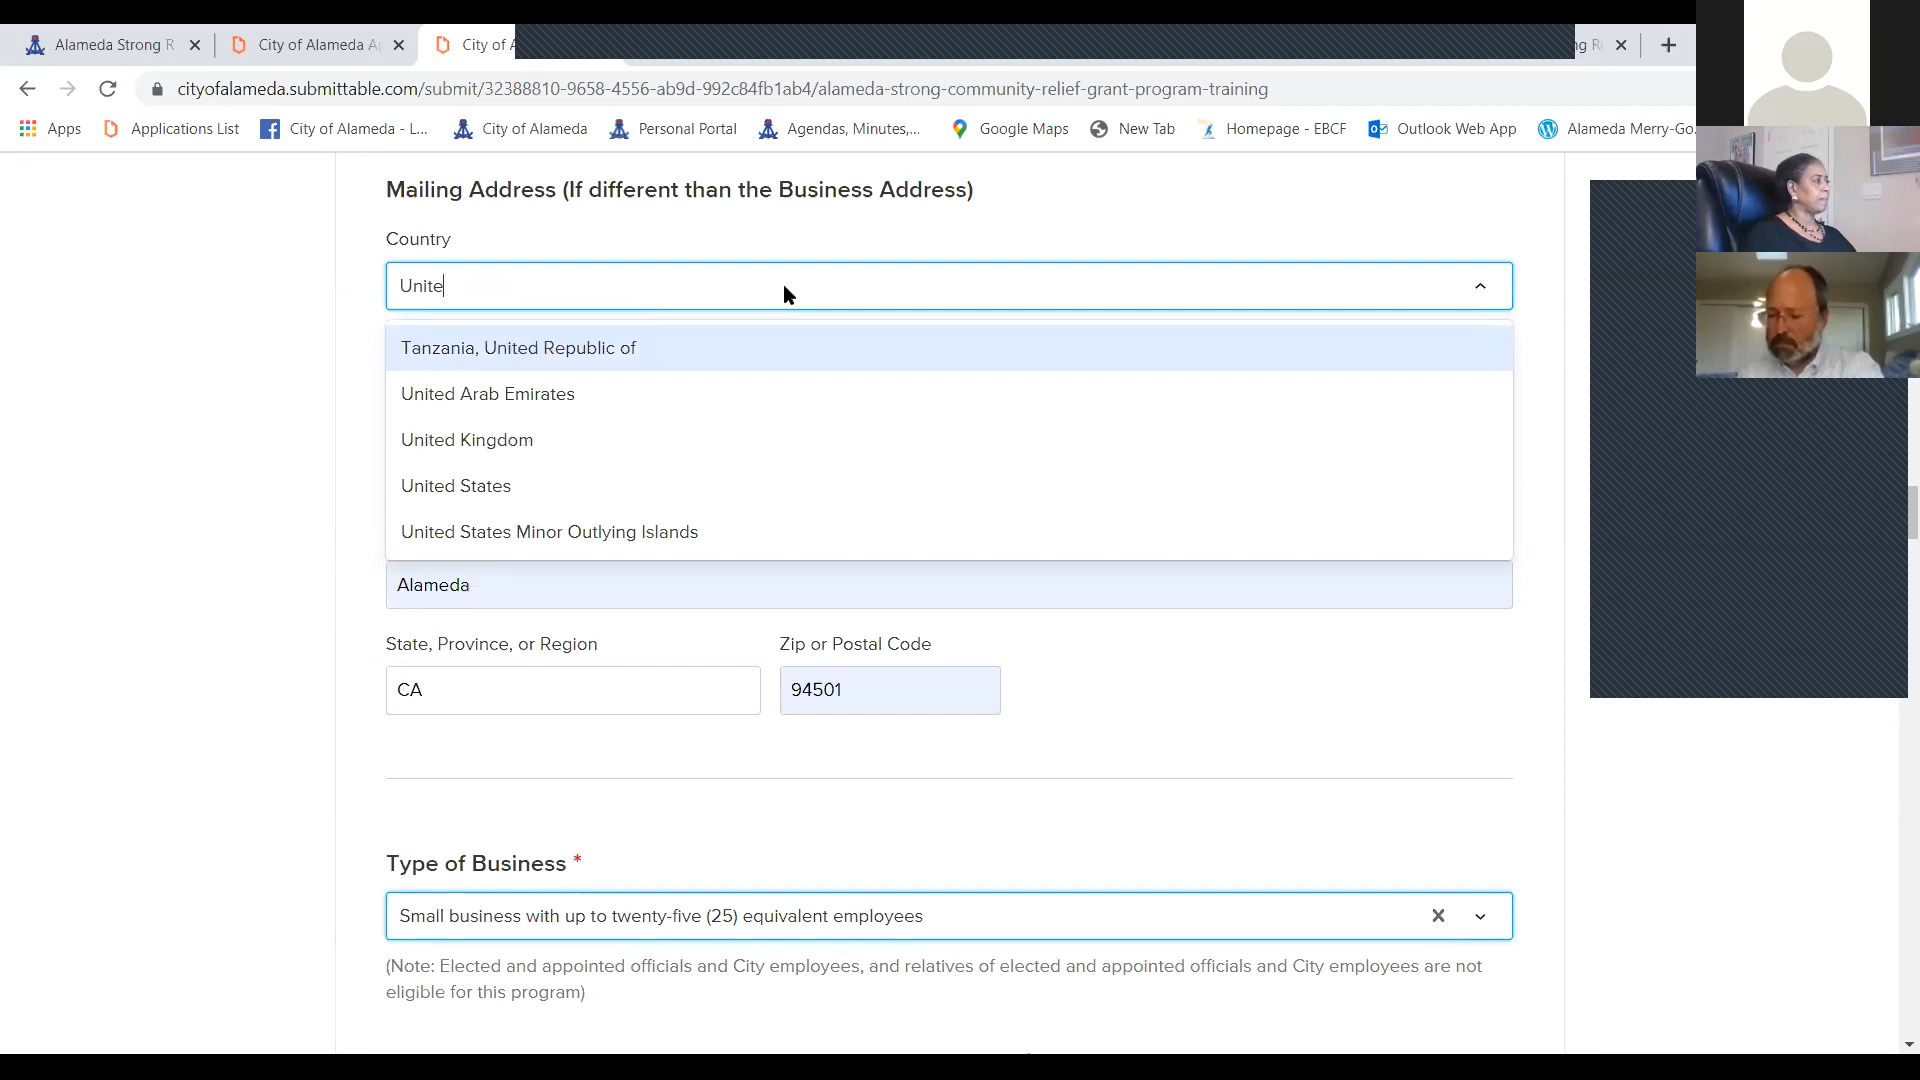 Alameda Strong R
City of Alameda A
City of A
ng R
cityofalameda.submittable.com/submit/32388810-9658-4556-ab9d-992c84fb1ab4/alameda-strong-community-relief-grant-program-training
Apps
Applications List
City of Alameda - L...
City of Alameda
Personal Portal
Agendas, Minutes,...
Google Maps
New Tab
Homepage - EBCF
Outlook Web App
Alameda Merry-Go.
Mailing Address (If different than the Business Address)
Country
Unite
Tanzania, United Republic of
United Arab Emirates
United Kingdom
United States
United States Minor Outlying Islands
Alameda
State, Province, or Region
Zip or Postal Code
CA
94501
Type of Business *
Small business with up to twenty-five (25) equivalent employees
(Note: Elected and appointed officials and City employees, and relatives of elected and appointed officials and City employees are not
eligible for this program)